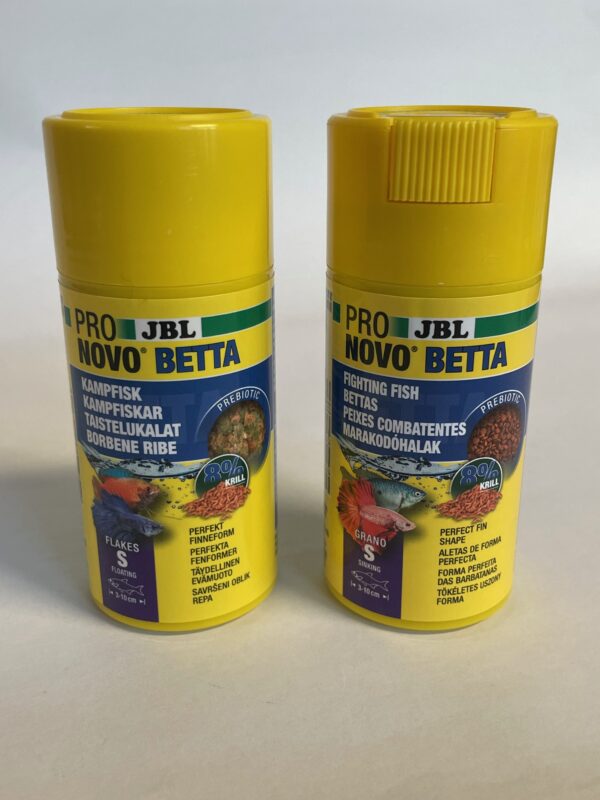 PRO JBL
NOVO® BETTA
KAMPFISK
KAMPFISKAR
TAISTELUKALAT
BORBENE RIBE
PREBIOTIC
8%
KRILL
FLAKES
S
FLOATING
3-10 cm
PERFEKT
FINNEFORM
PERFEKTA
FENFORMER
TÄYDELLINEN
EVÄMUOTO
SAVRŠENI OBLIK
REPA
PRO JBL
NOVO® BETTA
FIGHTING FISH
BETTAS
PEIXES COMBATENTES
MARAKODÓHALAK
PREBIOTIC
8%
KRILL
GRANO
S
SINKING
3-10 cm
PERFECT FIN
SHAPE
ALETAS DE FORMA
PERFECTA
FORMA PERFEITA
DAS BARBATANAS
TÖKÉLETES USZONY
FORMA